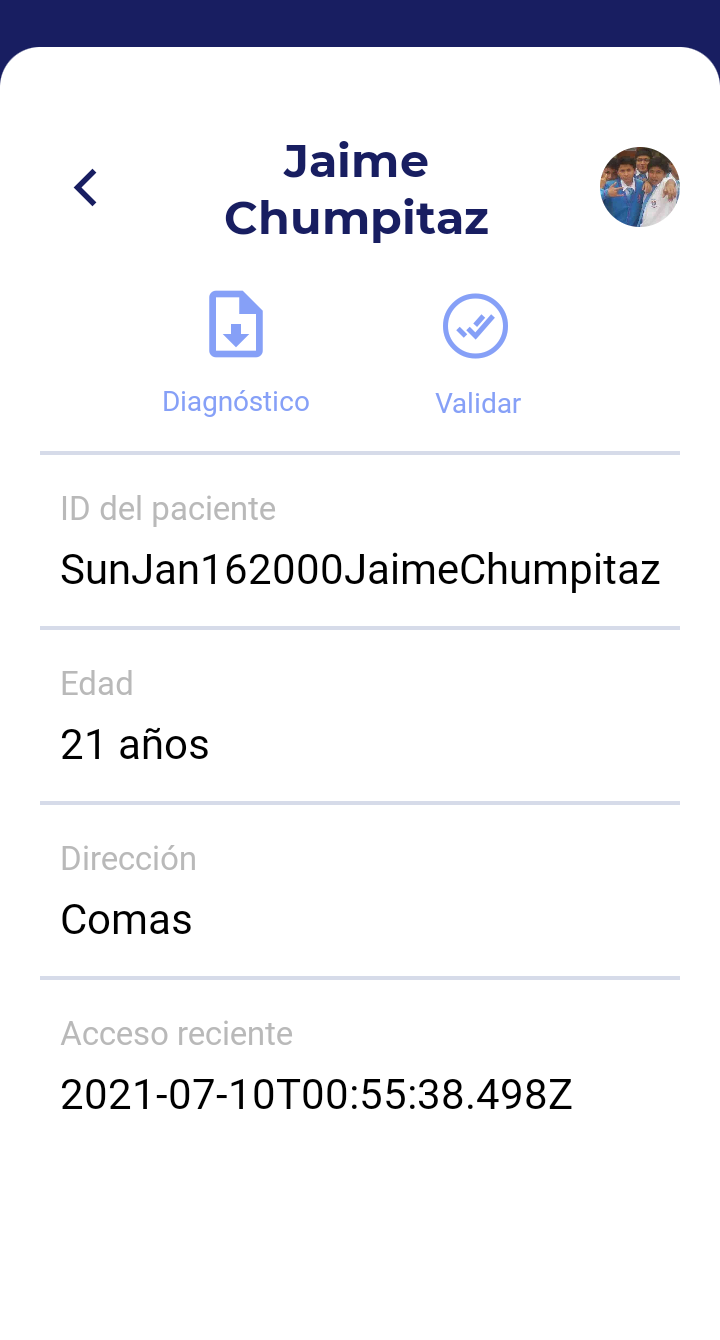 Jaime
Chumpitaz
Diagnóstico
Validar
ID del paciente
SunJan162000JaimeChumpitaz
Edad
21 años
Dirección
Comas
Acceso reciente
2021-07-10T00:55:38.498Z